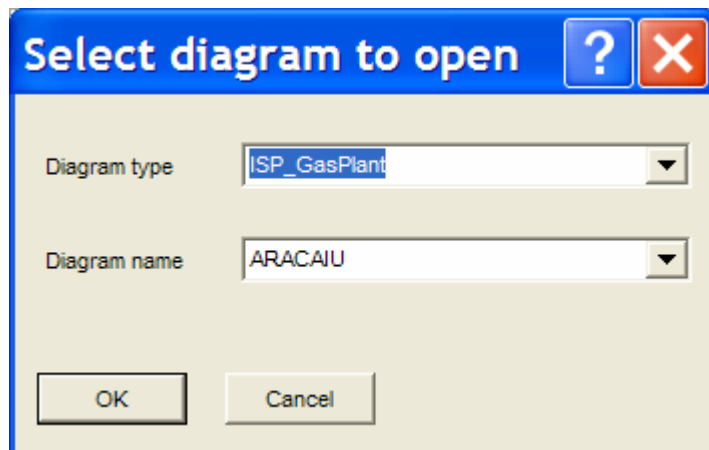 Select diagram to open ?
Diagram type ISP_GasPlant
Diagram name ARACAIU
OK Cancel